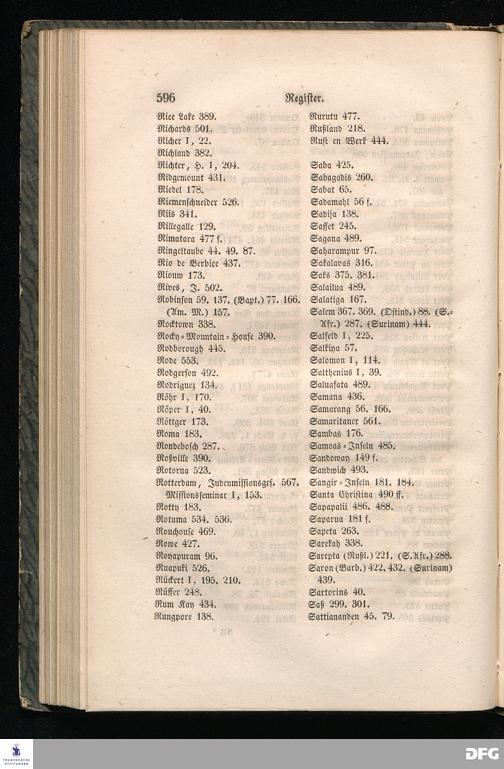 596
Register.
Rice Lake 389.
Richards 501.
Richer I, 22.
Richland 382.
Richter, H. I, 204.
Ridgemount 431.
Riedel 178.
Riemenschneider 526.
Riis 341.
Rillegalle 129.
Rimatara 477 f.
Ringeltaube 44. 49. 87.
Rio de Berbice 437.
Riouw 173.
Rives, J. 502.
Robinson 59. 137. (Bapt.) 77. 166.
(Am. M.) 157.
Rocktown 338.
Rocky-Mountain-House 390.
Rodborough 445.
Rode 553.
Rodgerson 492.
Rodriguez 134.
Röhr I, 170.
Röper I, 40.
Röttger 173.
Roma 183.
Rondebosch 287.
Roßville 390.
Rotorua 523.
Rotterdam, Judenmissionsges. 567.
Missionsseminar I, 153.
Rotty 183.
Rotuma 534. 536.
Rouchouse 469.
Rowe 427.
Royapuram 96.
Ruapuki 526.
Rückert I, 195. 210.
Rüffer 248.
Rum Kay 434.
Rungpore 138.
Rurutu 477.
Rußland 218.
Rust en Werk 444.
Saba 425.
Sabagadis 260.
Sabat 65.
Sadamahl 56 f.
Sadija 138.
Saffet 245.
Sagana 489.
Saharampur 97.
Sakalavas 316.
Saks 375. 381.
Salailua 489.
Salatiga 167.
Salem 367. 369. (Ostind.) 88. (S.-
Afr.) 287. (Surinam) 444.
Salfeld I, 225.
Salkiya 57.
Salomon I, 114.
Salthenius I, 39.
Saluafata 489.
Samana 436.
Samarang 56. 166.
Samaritaner 561.
Sambas 176.
Samoas-Inseln 485.
Sandoway 149 f.
Sandwich 493.
Sangir-Inseln 181. 184.
Santa Christina 490 ff.
Sapapalii 486. 488.
Saparua 181 f.
Sapeta 263.
Sarekah 338.
Sarepta (Rußl.) 221. (S.Afr.) 288.
Saron (Barb.) 422. 432. (Surinam)
439.
Sartorius 40.
Saß 299. 301.
Sattiananden 45. 79.
FRANCKESCHE
STIFTUNGEN
DFG